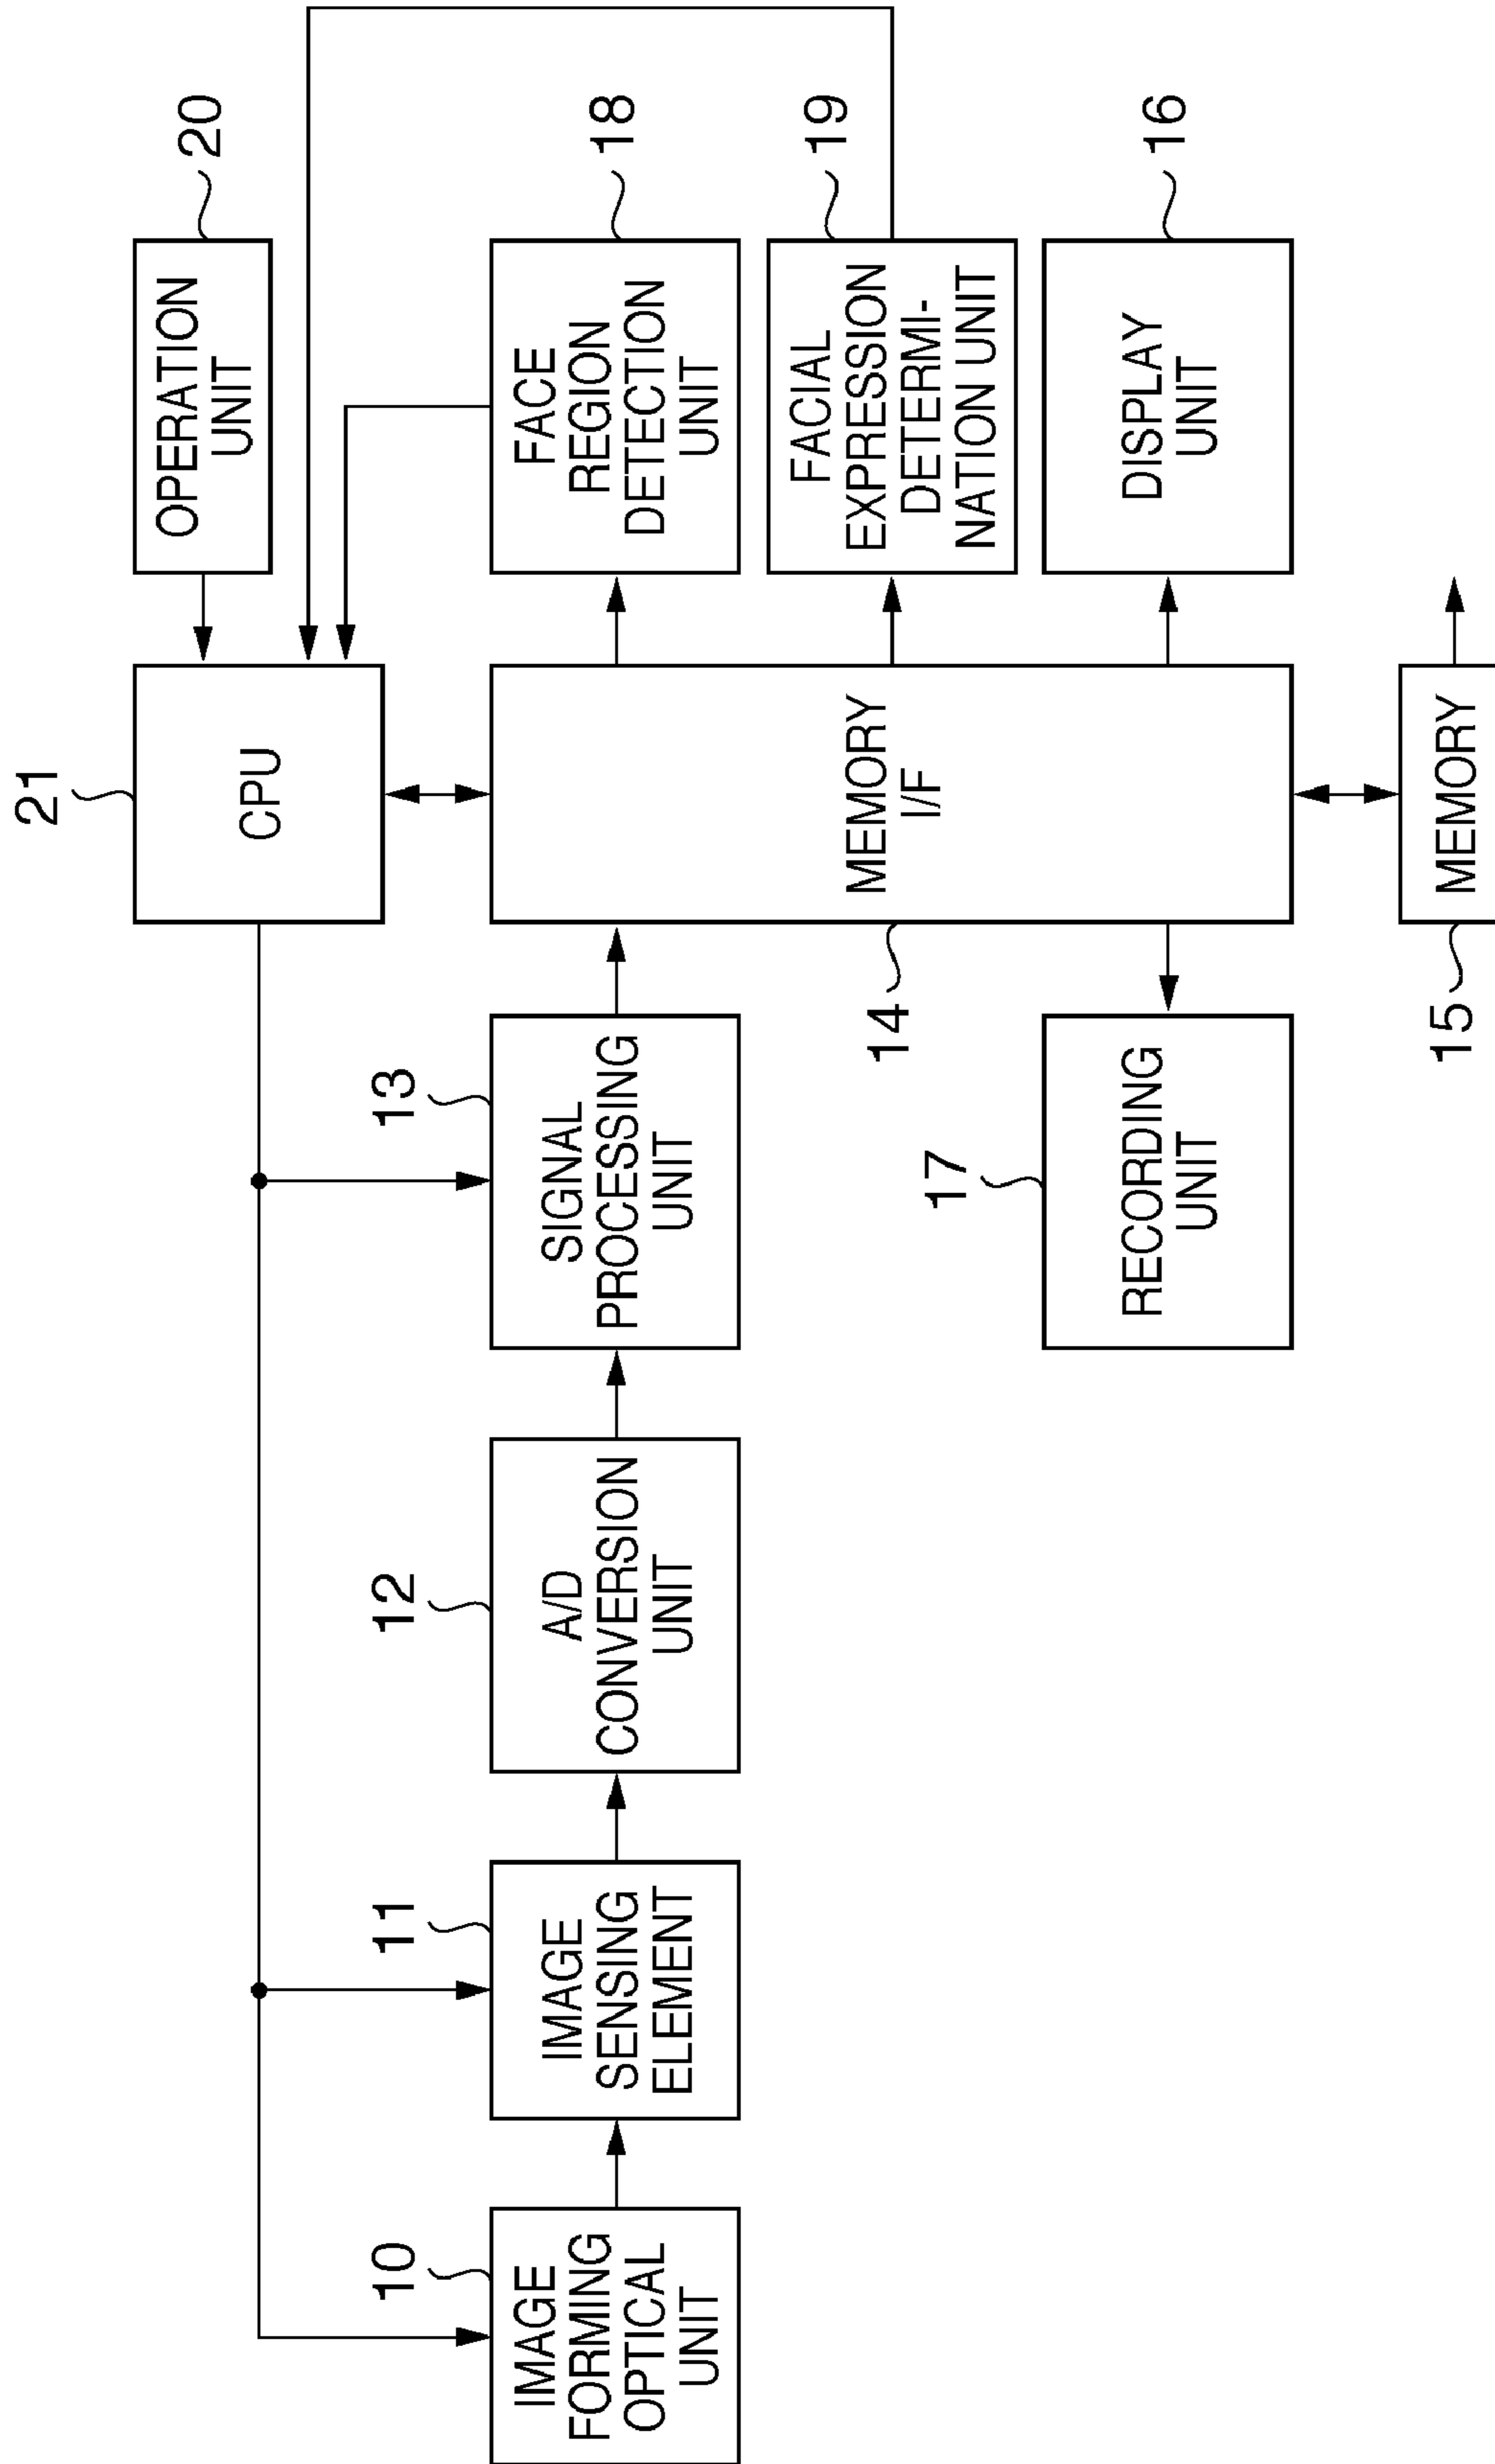 21
CPU
OPERATION
UNIT
20
10
IMAGE
FORMING
OPTICAL
UNIT
11
IMAGE
SENSING
ELEMENT
12
A/D
CONVERSION
UNIT
13
SIGNAL
PROCESSING
UNIT
MEMORY
I/F
14
FACE
REGION
DETECTION
UNIT
18
FACIAL
EXPRESSION
DETERMI-
NATION UNIT
19
17
RECORDING
UNIT
DISPLAY
UNIT
16
15
MEMORY